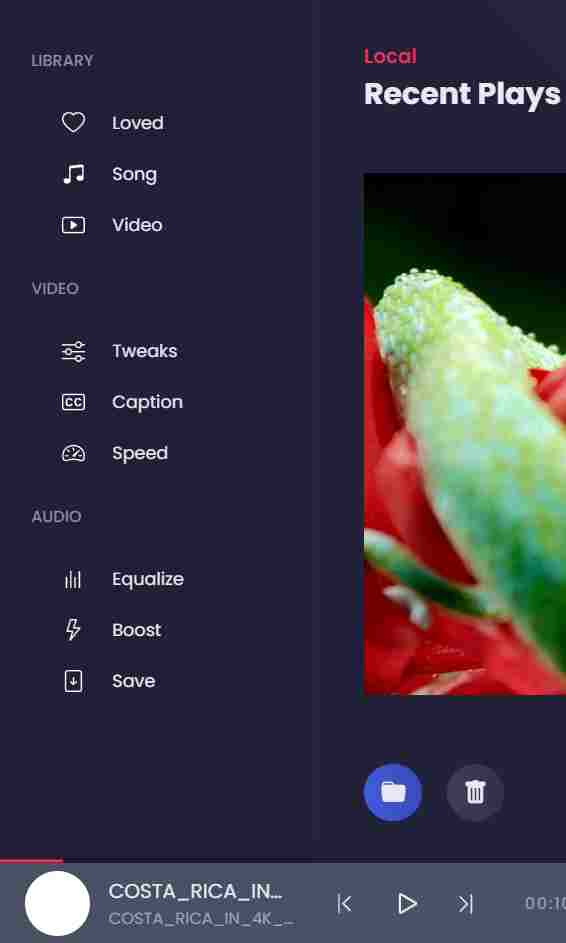 LIBRARY
Loved
Song
Video
VIDEO
Tweaks
CC
Caption
Speed
AUDIO
Equalize
Boost
Save
Local
Recent Plays
COSTA_RICA_IN...
COSTA_RICA_IN_4K_...
00:10